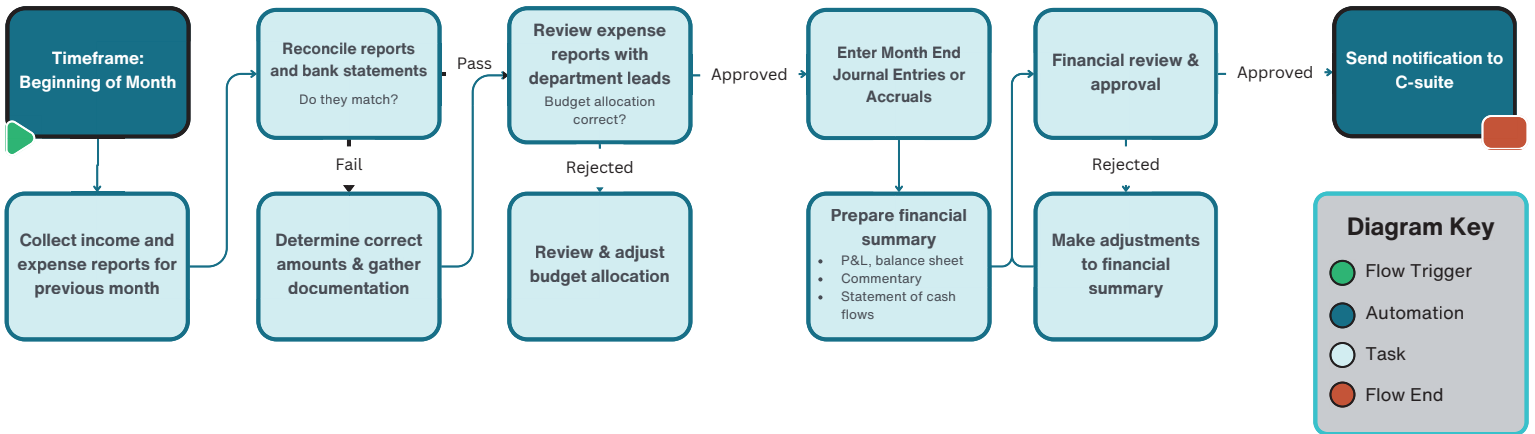 Timeframe:
Beginning of Month
Collect income and
expense reports for
previous month
Reconcile reports
and bank statements
Do they match?
Pass
Fail
Determine correct
amounts & gather
documentation
Review expense
reports with
department leads
Budget allocation
correct?
Approved
Rejected
Review & adjust
budget allocation
Enter Month End
Journal Entries or
Accruals
Prepare financial
summary
• P&L, balance sheet
• Commentary
• Statement of cash
flows
Financial review &
approval
Approved
Rejected
Make adjustments
to financial
summary
Send notification to
C-suite
Diagram Key
Flow Trigger
Automation
Task
Flow End